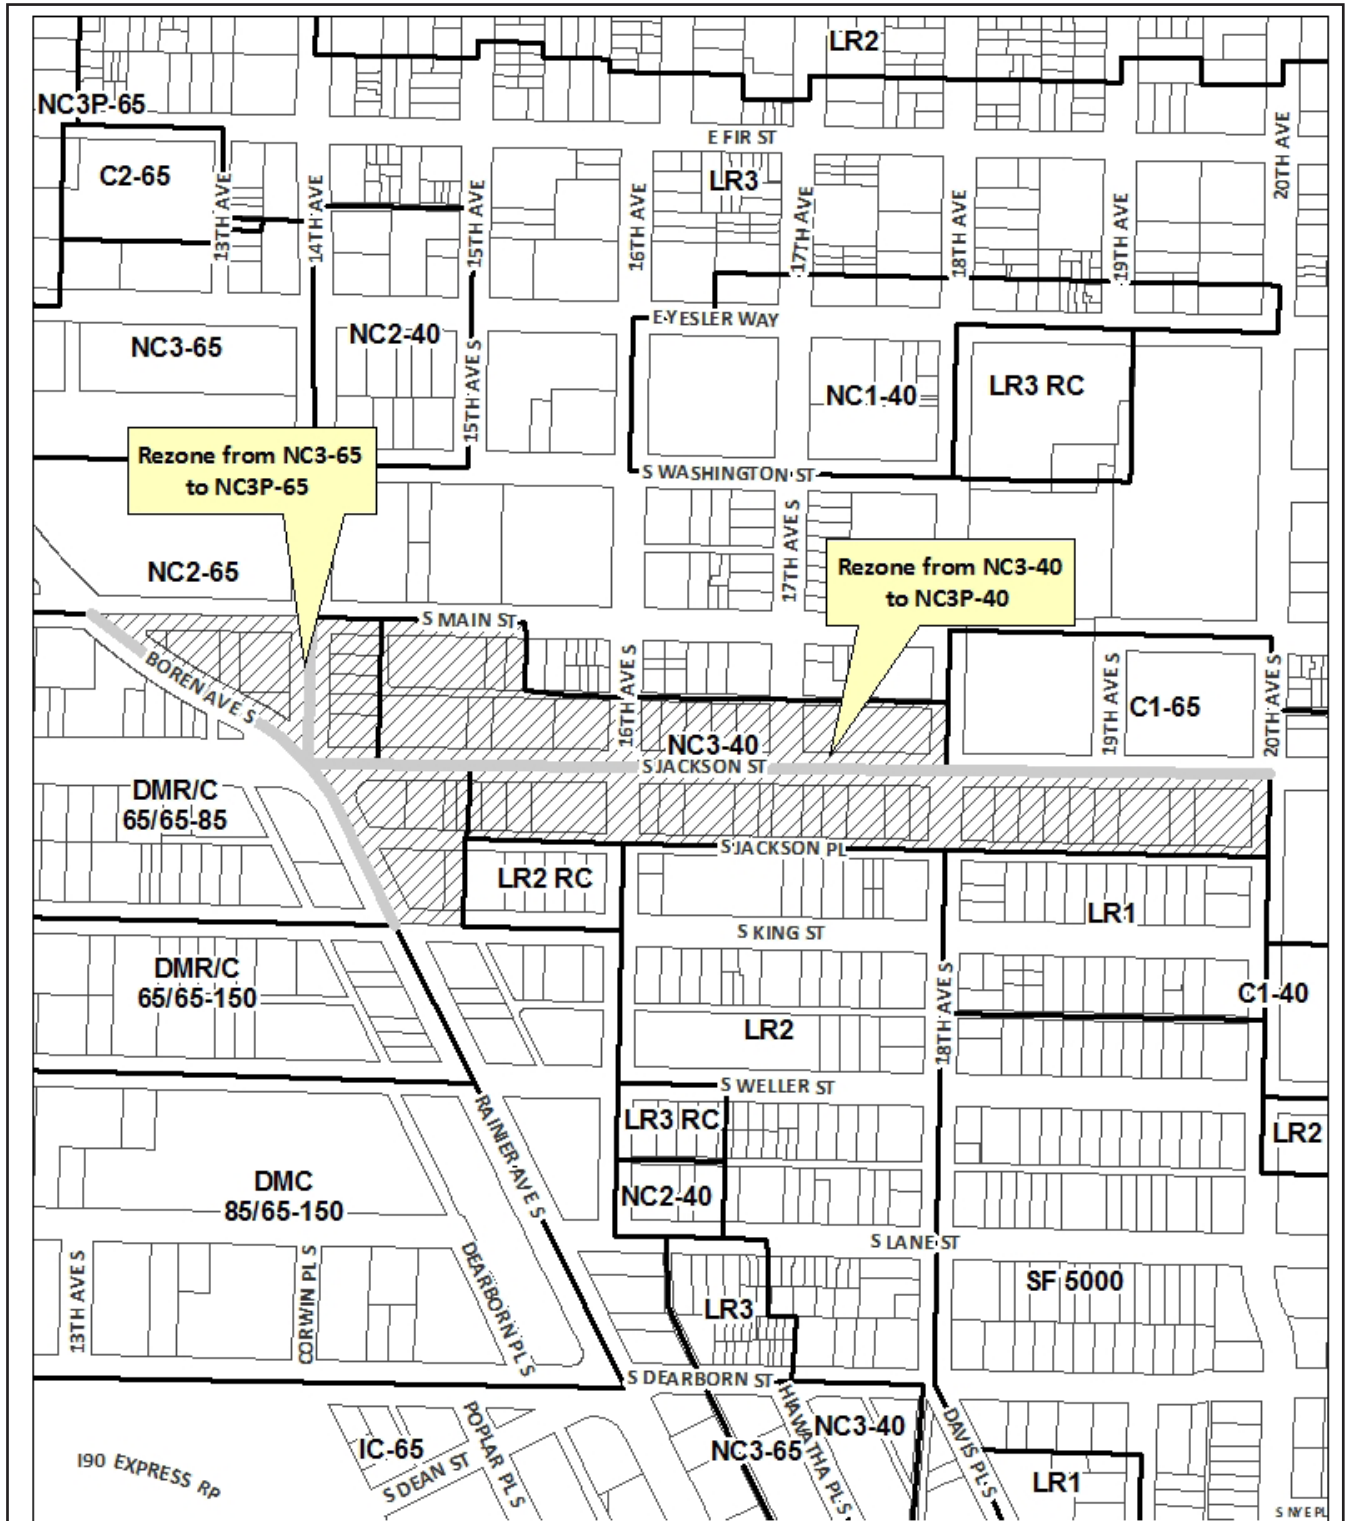 LR2
NC3P-65
E FIR ST
20TH AVE
C2-65
LR3
13TH AVE
14TH AVE
15TH AVE
16TH AVE
17TH AVE
18TH AVE
19TH AVE
E YESLER WAY
NC3-65
NC2-40
15TH AVE S
NC1-40
LR3 RC
Rezone from NC3-65
to NC3P-65
S WASHINGTON ST
17TH AVE S
NC2-65
Rezone from NC3-40
to NC3P-40
S MAIN ST
BOREN AVE S
16TH AVE S
19TH AVE S
C1-65
20TH AVE S
NC3-40
S JACKSON ST
DMR/C
65/65-85
S JACKSON PL
LR2 RC
LR1
S KING ST
DMR/C
65/65-150
18TH AVE S
C1-40
LR2
S WELLER ST
RAINIER AVE S
LR3 RC
LR2
DMC
85/65-150
NC2-40
S LANE ST
13TH AVE S
CORWIN PL S
DEARBORN PL S
SF 5000
LR3
S DEARBORN ST
HIAWATHA PL S
IC-65
POPLAR PL S
NC3-65
NC3-40
DAVIS PL S
I90 EXPRESS RP
S DEAN ST
LR1
S NYE PL